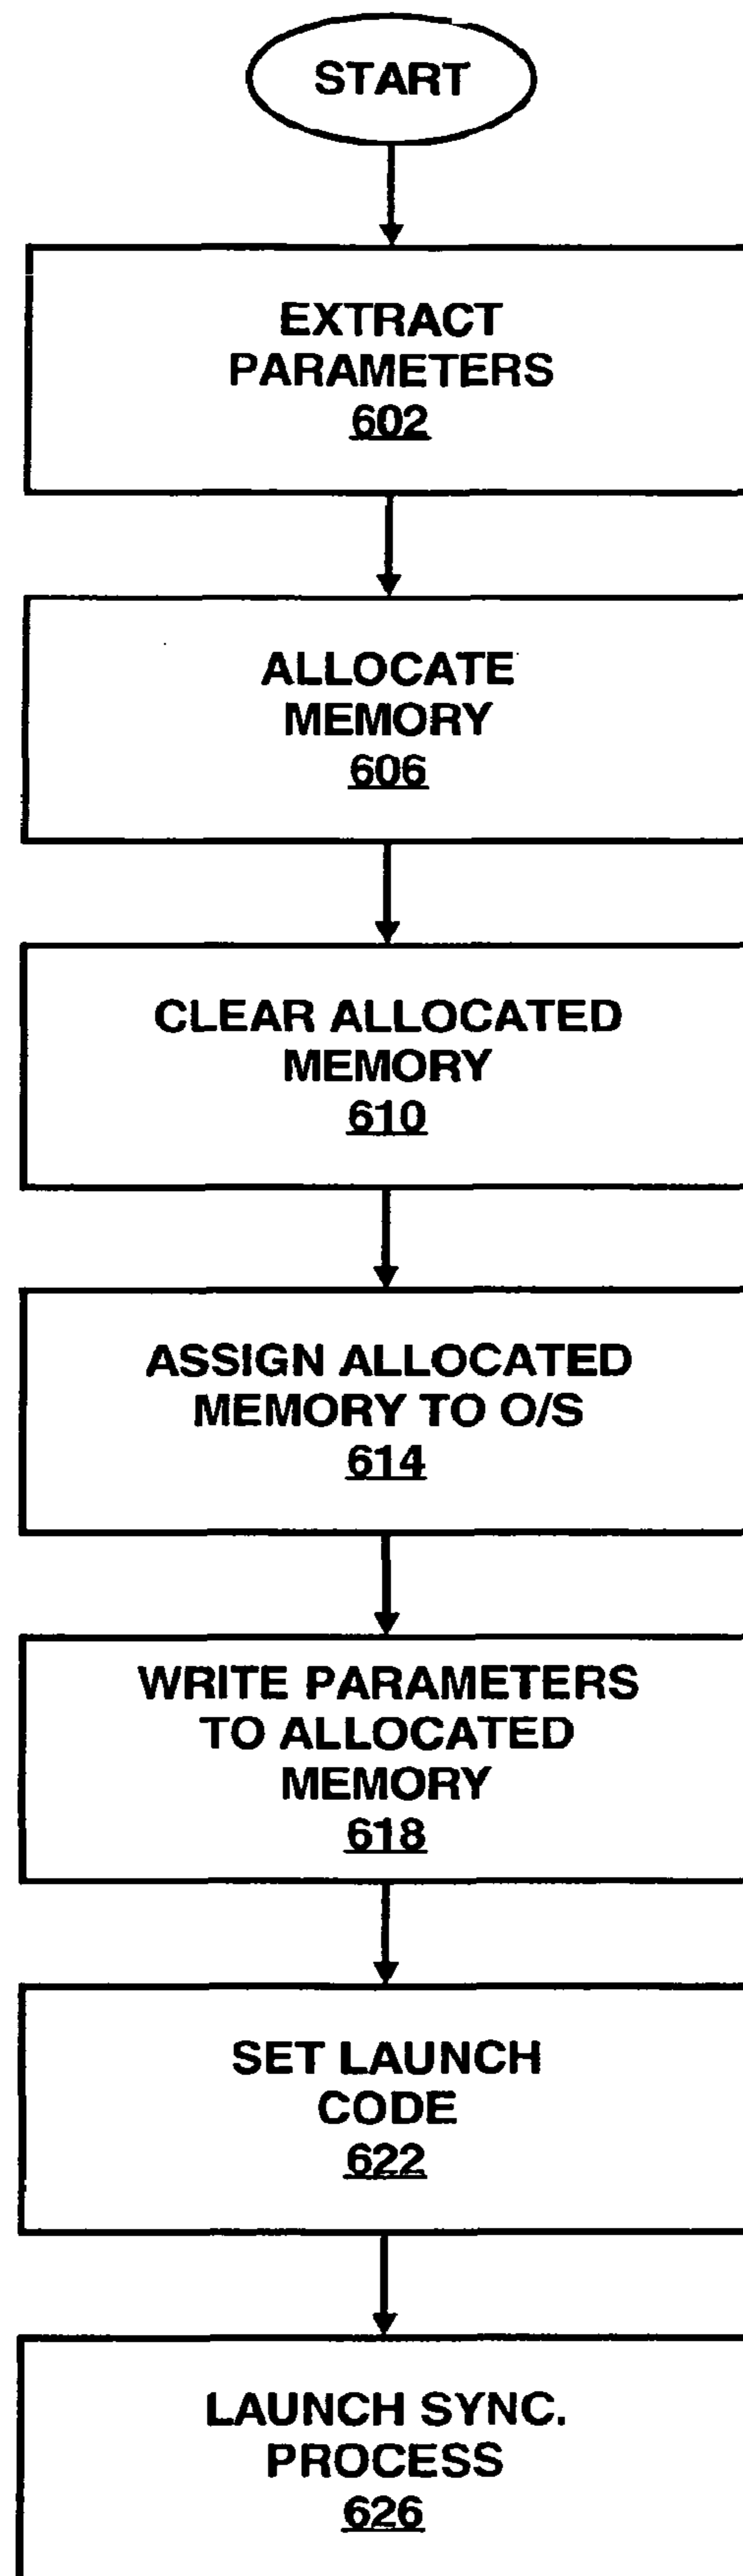 START
EXTRACT
PARAMETERS
602
ALLOCATE
MEMORY
606
CLEAR ALLOCATED
MEMORY
610
ASSIGN ALLOCATED
MEMORY TO O/S
614
WRITE PARAMETERS
TO ALLOCATED
MEMORY
618
SET LAUNCH
CODE
622
LAUNCH SYNC.
PROCESS
626